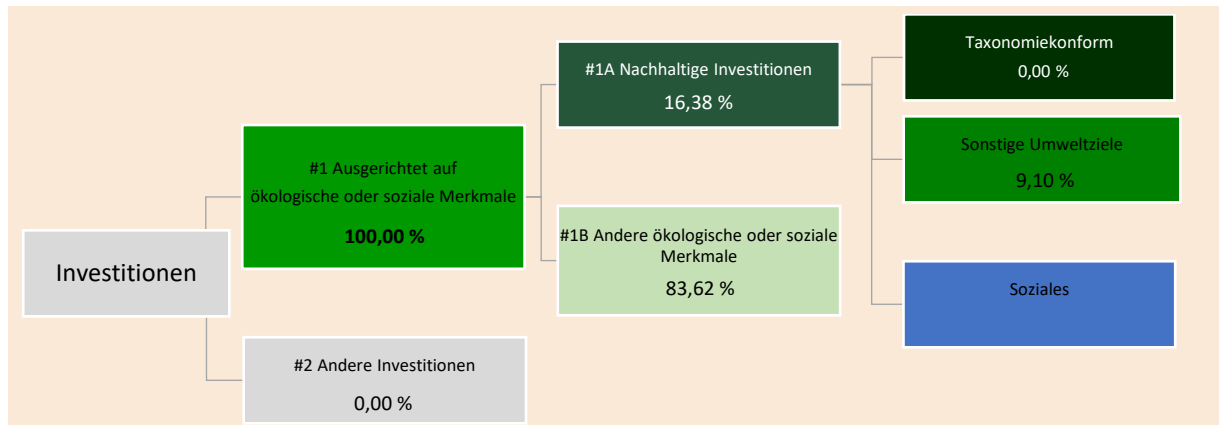 Investitionen
#1 Ausgerichtet auf
ökologische oder soziale Merkmale
100,00 %
#2 Andere Investitionen
0,00 %
#1A Nachhaltige Investitionen
16,38 %
#1B Andere ökologische oder soziale
Merkmale
83,62 %
Taxonomiekonform
0,00 %
Sonstige Umweltziele
9,10 %
Soziales